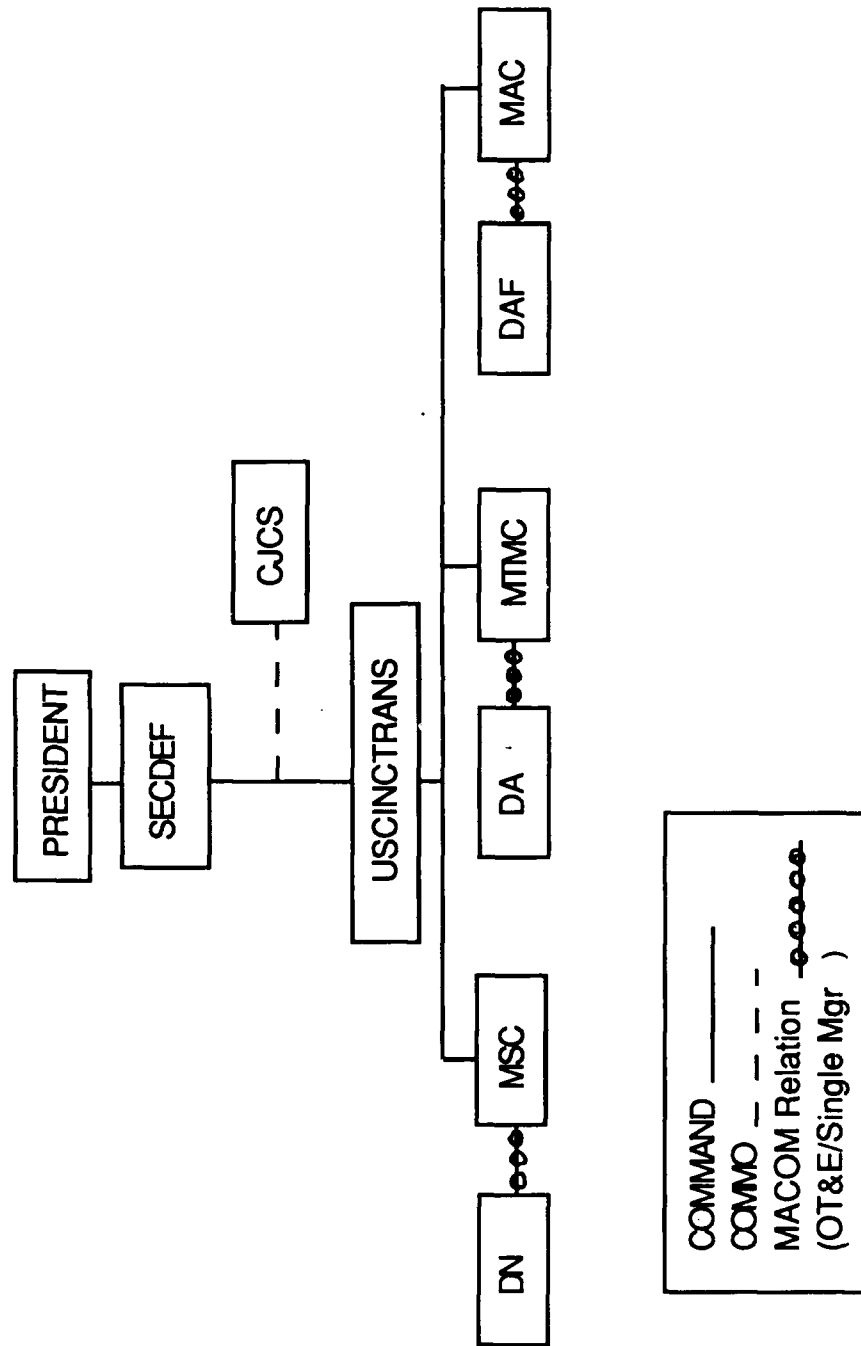 PRESIDENT
SECDEF
CJCS
USCINCTRANS
DN
MSC
DA
MTMC
DAF
MAC
COMMAND
COMMO
MACOM Relation
(OT&E/Single Mgr )